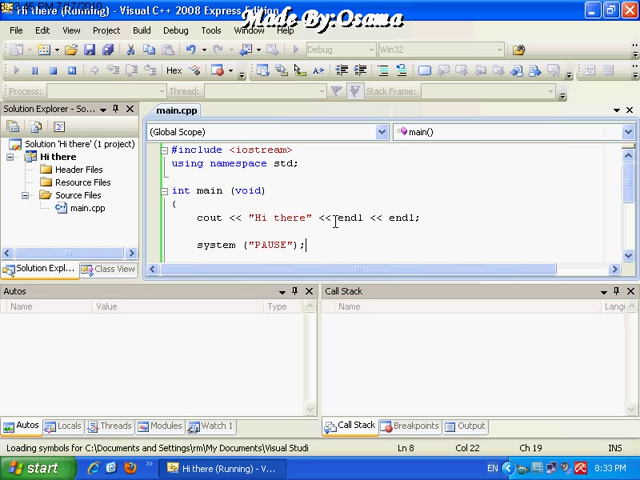 Hi there (Running) - Visual C++ 2008 Express Edition
Made By:Osama
File Edit View Project Build Debug Tools Window Help
Debug Win32
Hex
Process: Thread: Stack Frame:
Solution Explorer - Solution 'Hi there'
Solution 'Hi there' (1 project)
Hi there
Header Files
Resource Files
Source Files
main.cpp
Solution Expl... Class View
main.cpp
(Global Scope) main()
#include <iostream>
using namespace std;
int main (void)
{
cout << "Hi there" << endl << endl;
system ("PAUSE");
Autos
Name Value Type
Autos Locals Threads Modules Watch 1
Call Stack
Name Langu
Call Stack Breakpoints Output
Loading symbols for C:\Documents and Settings\rm\My Documents\Visual Studi Ln 8 Col 22 Ch 19 INS
start Hi there (Running) - V... EN 8:33 PM